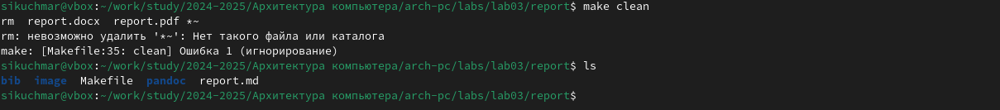 sikuchmar@vbox:~/work/study/2024-2025/Архитектура компьютера/arch-pc/labs/lab03/report$ make clean
rm  report.docx  report.pdf *~
rm: невозможно удалить '*~': Нет такого файла или каталога
make: [Makefile:35: clean] Ошибка 1 (игнорирование)
sikuchmar@vbox:~/work/study/2024-2025/Архитектура компьютера/arch-pc/labs/lab03/report$ ls
bib  image  Makefile  pandoc  report.md
sikuchmar@vbox:~/work/study/2024-2025/Архитектура компьютера/arch-pc/labs/lab03/report$